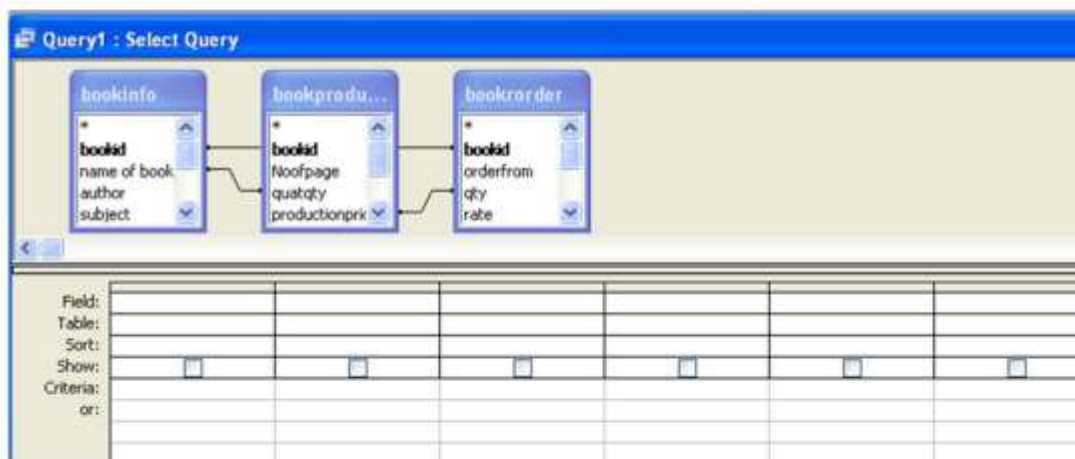 Query1 : Select Query
bookinfo
*
bookid
name of book
author
subject
bookprodu...
*
bookid
Noofpage
quatqty
productionpric
bookrorder
*
bookid
orderfrom
qty
rate
Field:
Table:
Sort:
Show:
Criteria:
or: